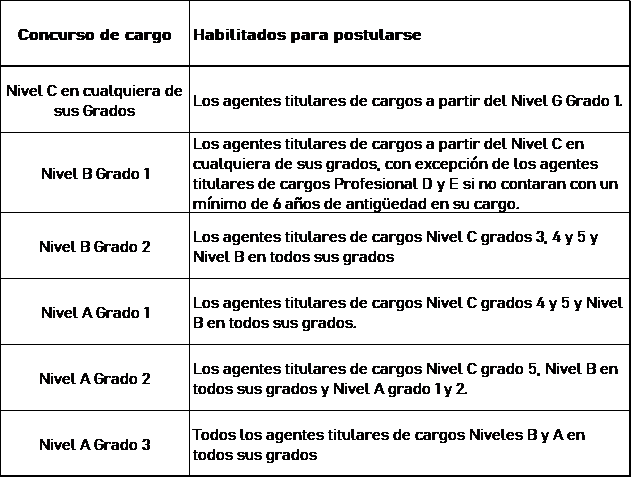 Concurso de cargo
Habilitados para postularse
Nivel C en cualquiera de
sus Grados
Los agentes titulares de cargos a partir del Nivel G Grado 1.
Nivel B Grado 1
Los agentes titulares de cargos a partir del Nivel C en
cualquiera de sus grados, con excepción de los agentes
titulares de cargos Profesional D y E si no contaran con un
mínimo de 6 años de antigüedad en su cargo.
Nivel B Grado 2
Los agentes titulares de cargos Nivel C grados 3, 4 y 5 y
Nivel B en todos sus grados
Nivel A Grado 1
Los agentes titulares de cargos Nivel C grados 4 y 5 y Nivel
B en todos sus grados.
Nivel A Grado 2
Los agentes titulares de cargos Nivel C grado 5, Nivel B en
todos sus grados y Nivel A grado 1 y 2.
Nivel A Grado 3
Todos los agentes titulares de cargos Niveles B y A en
todos sus grados